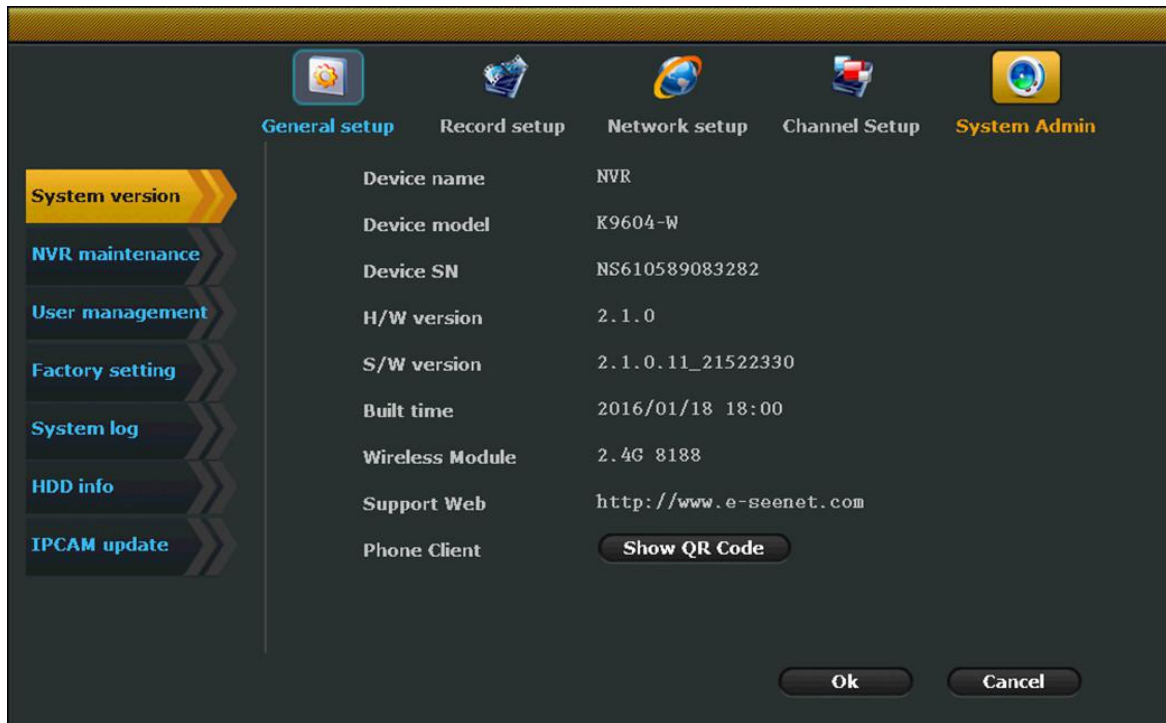 General setup Record setup Network setup Channel Setup System Admin
System version
NVR maintenance
User management
Factory setting
System log
HDD info
IPCAM update
Device name NVR
Device model K9604-W
Device SN NS610589083282
H/W version 2.1.0
S/W version 2.1.0.11_21522330
Built time 2016/01/18 18:00
Wireless Module 2.4G 8188
Support Web http://www.e-seenet.com
Phone Client Show QR Code
Ok Cancel